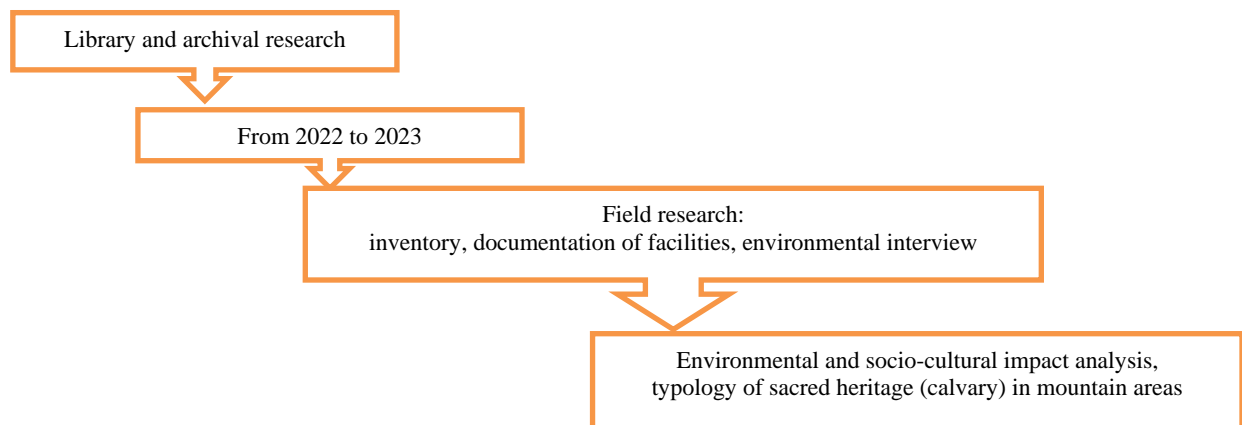 Library and archival research
From 2022 to 2023
Field research:
inventory, documentation of facilities, environmental interview
Environmental and socio-cultural impact analysis,
typology of sacred heritage (calvary) in mountain areas